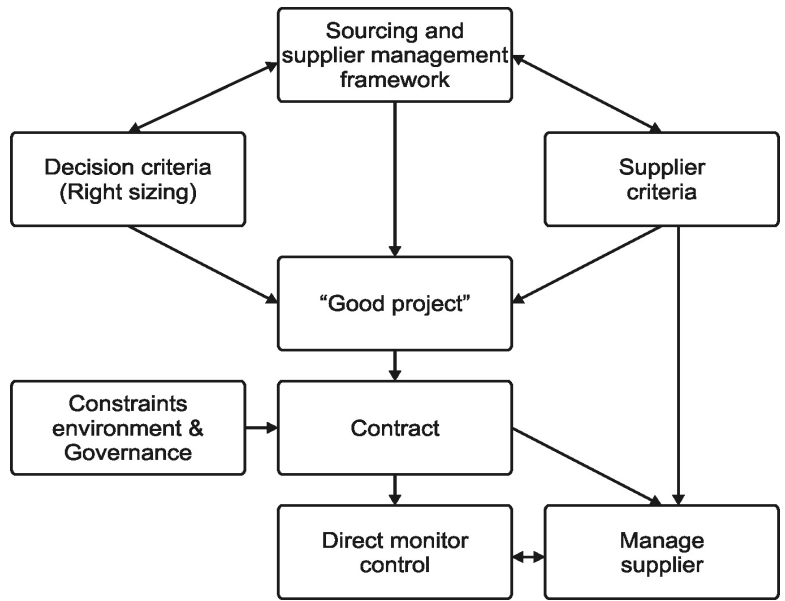 Sourcing and
supplier management
framework
Decision criteria
(Right sizing)
Supplier
criteria
“Good project”
Constraints
environment &
Governance
Contract
Direct monitor
control
Manage
supplier